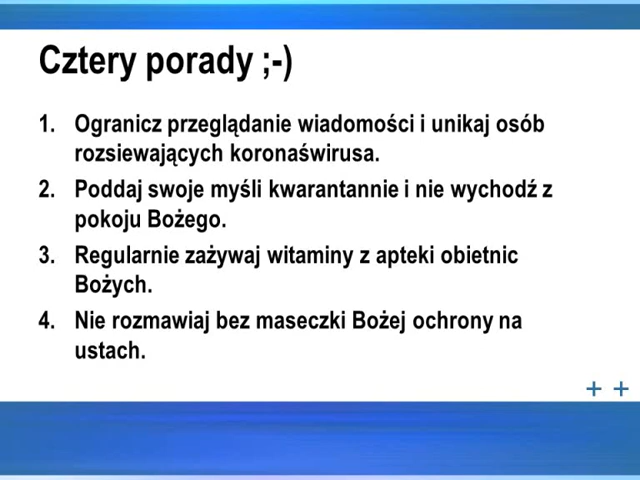 Cztery porady ;-)
1. Ogranicz przeglądanie wiadomości i unikaj osób
rozsiewających koronaświrusa.
2. Poddaj swoje myśli kwarantannie i nie wychodź z
pokoju Bożego.
3. Regularnie zażywaj witaminy z apteki obietnic
Bożych.
4. Nie rozmawiaj bez maseczki Bożej ochrony na
ustach.
+ +